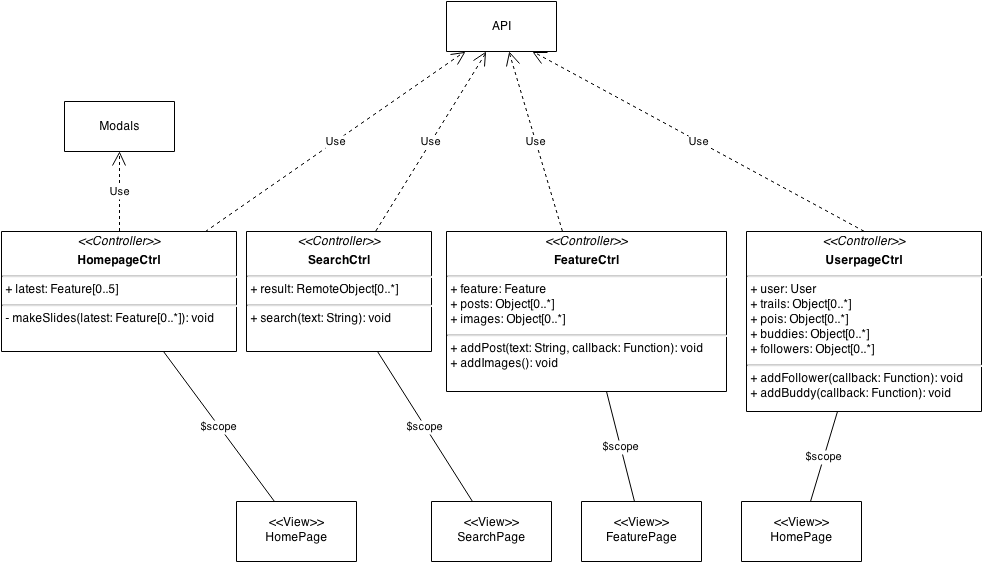 API
Modals
Use
Use
Use
Use
Use
<<Controller>>
HomepageCtrl
+ latest: Feature[0..5]
- makeSlides(latest: Feature[0..*]): void
<<Controller>>
SearchCtrl
+ result: RemoteObject[0..*]
+ search(text: String): void
<<Controller>>
FeatureCtrl
+ feature: Feature
+ posts: Object[0..*]
+ images: Object[0..*]
+ addPost(text: String, callback: Function): void
+ addImages(): void
<<Controller>>
UserpageCtrl
+ user: User
+ trails: Object[0..*]
+ pois: Object[0..*]
+ buddies: Object[0..*]
+ followers: Object[0..*]
+ addFollower(callback: Function): void
+ addBuddy(callback: Function): void
$scope
$scope
$scope
$scope
<<View>>
HomePage
<<View>>
SearchPage
<<View>>
FeaturePage
<<View>>
HomePage